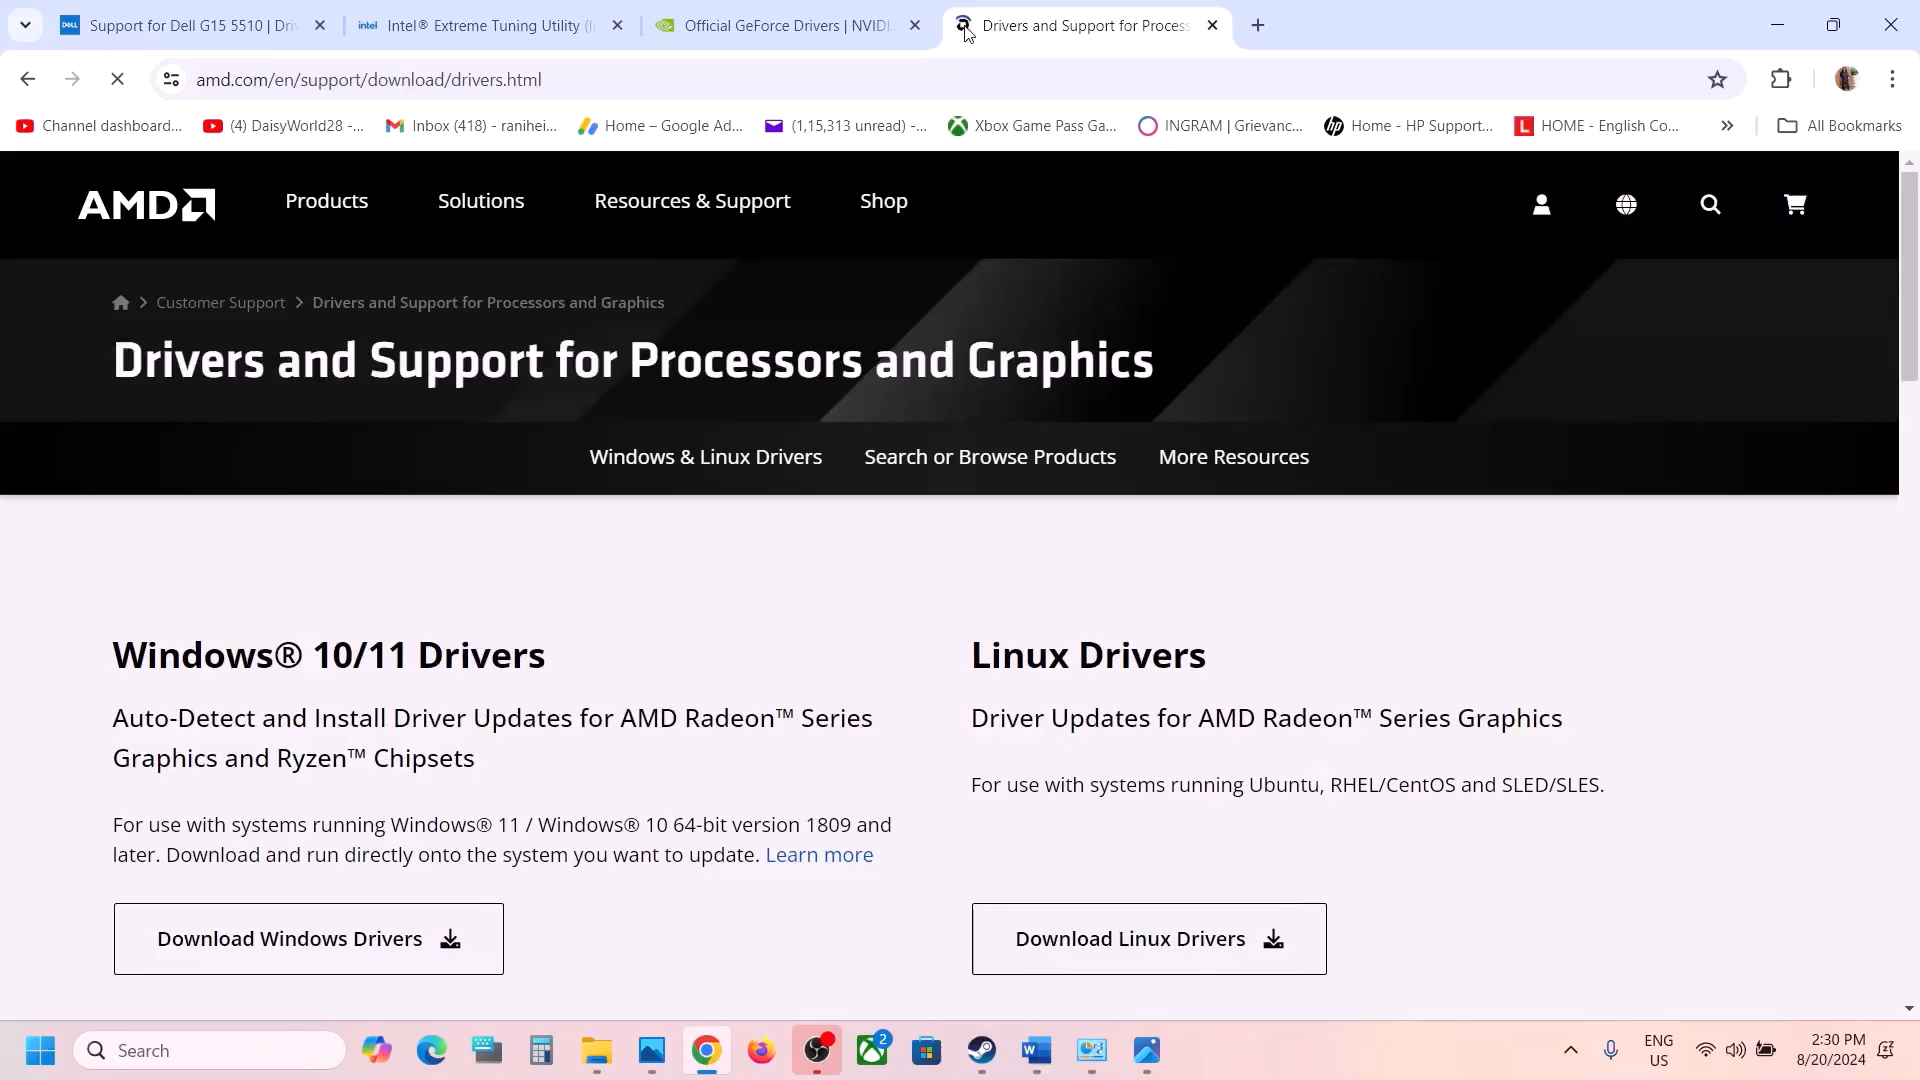 Support for Dell G15 5510 | Dri
Intel® Extreme Tuning Utility (I
Official GeForce Drivers | NVIDI
Drivers and Support for Process
amd.com/en/support/download/drivers.html
Channel dashboard...
(4) DaisyWorld28 -...
Inbox (418) - ranihei...
Home – Google Ad...
(1,15,313 unread) -...
Xbox Game Pass Ga...
INGRAM | Grievanc...
Home - HP Support...
HOME - English Co...
All Bookmarks
AMD
Products
Solutions
Resources & Support
Shop
Customer Support
Drivers and Support for Processors and Graphics
Drivers and Support for Processors and Graphics
Windows & Linux Drivers
Search or Browse Products
More Resources
Windows® 10/11 Drivers
Auto-Detect and Install Driver Updates for AMD Radeon™ Series
Graphics and Ryzen™ Chipsets
For use with systems running Windows® 11 / Windows® 10 64-bit version 1809 and
later. Download and run directly onto the system you want to update. Learn more
Download Windows Drivers
Linux Drivers
Driver Updates for AMD Radeon™ Series Graphics
For use with systems running Ubuntu, RHEL/CentOS and SLED/SLES.
Download Linux Drivers
Search
2
ENG
US
2:30 PM
8/20/2024